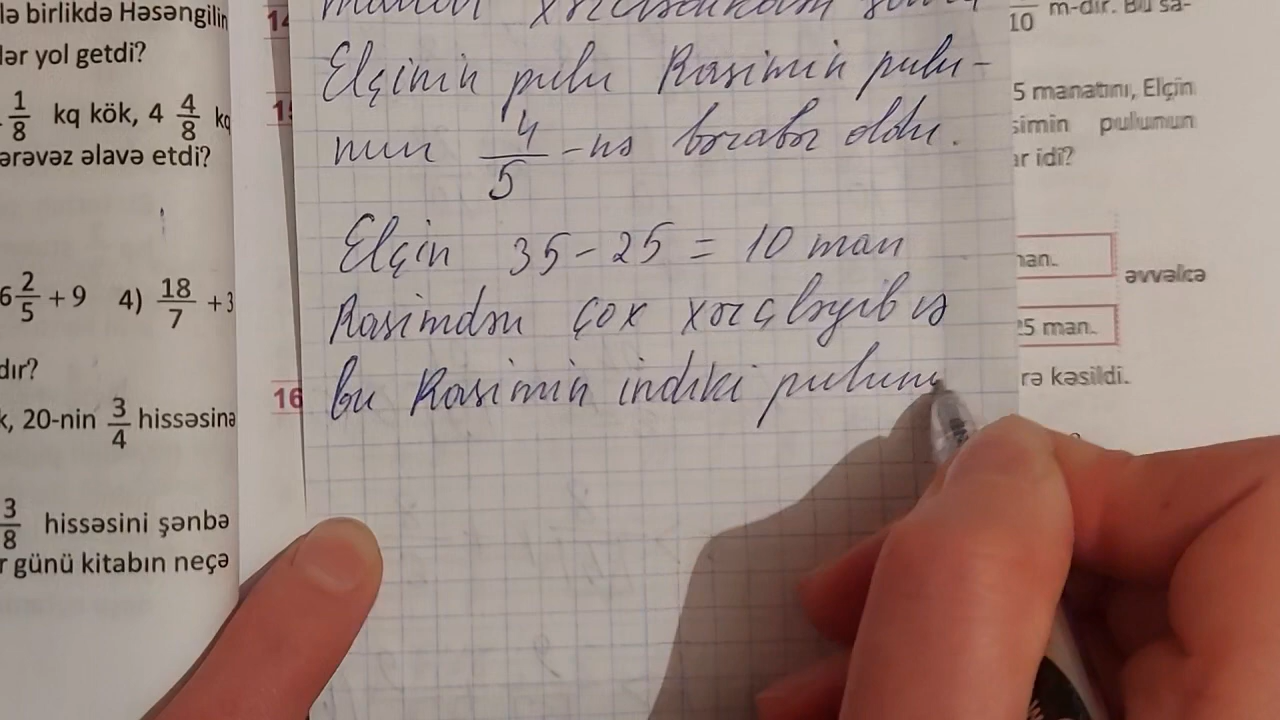 lə birlikdə Həsəngilin
lər yol getdi?
1/8 kq kök, 4 4/8 kq
ərəvəz əlavə etdi?
6 2/5 + 9 4) 18/7 + 3
dır?
k, 20-nin 3/4 hissəsinə
3/8 hissəsini şənbə
r günü kitabın neçə
14
15
16
Elçinin pulu Rasimin pulu-
nun 4/5-nə bərabər oldu.
Elçin 35-25 = 10 man
Rasimdən çox xərcləyib və
bu Rasimin indiki pulunu
10 m-dir. Bu sa-
5 manatını, Elçin
simin pulunun
ar idi?
nan.
əvvəlcə
25 man.
rə kəsildi.